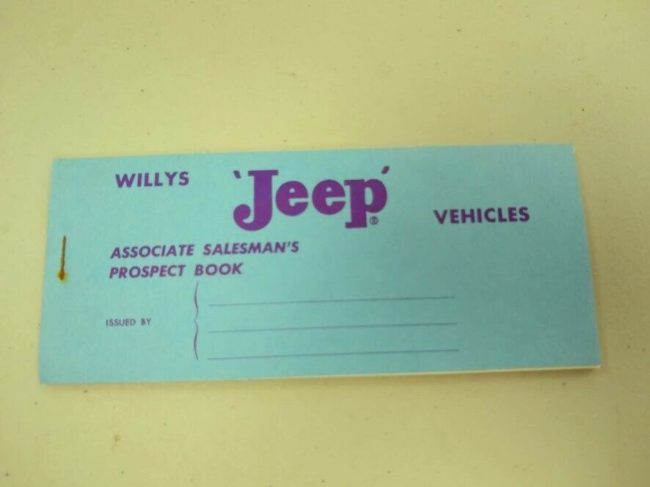 WILLYS 'Jeep'® VEHICLES
ASSOCIATE SALESMAN'S
PROSPECT BOOK
ISSUED BY